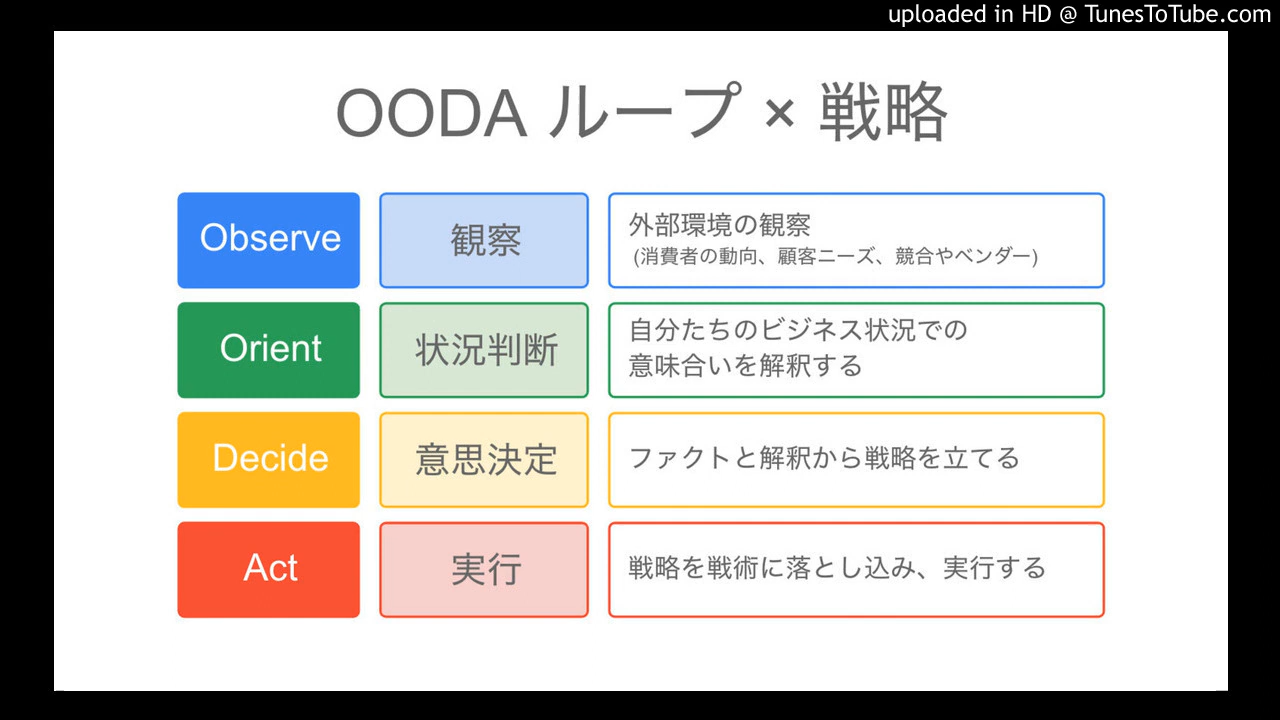 uploaded in HD @ TunesToTube.com
OODA ループ × 戦略
Observe
観察
外部環境の観察
(消費者の動向、顧客ニーズ、競合やベンダー)
Orient
状況判断
自分たちのビジネス状況での
意味合いを解釈する
Decide
意思決定
ファクトと解釈から戦略を立てる
Act
実行
戦略を戦術に落とし込み、実行する